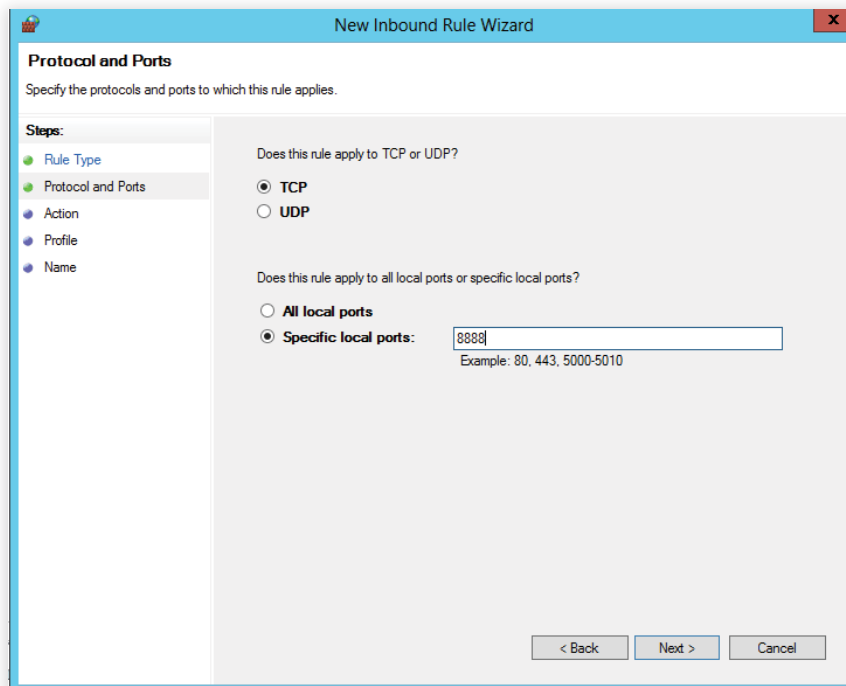 New Inbound Rule Wizard
x
Protocol and Ports
Specify the protocols and ports to which this rule applies.
Steps:
Rule Type
Protocol and Ports
Action
Profile
Name
Does this rule apply to TCP or UDP?
TCP
UDP
Does this rule apply to all local ports or specific local ports?
All local ports
Specific local ports: 8888
Example: 80, 443, 5000-5010
< Back Next > Cancel